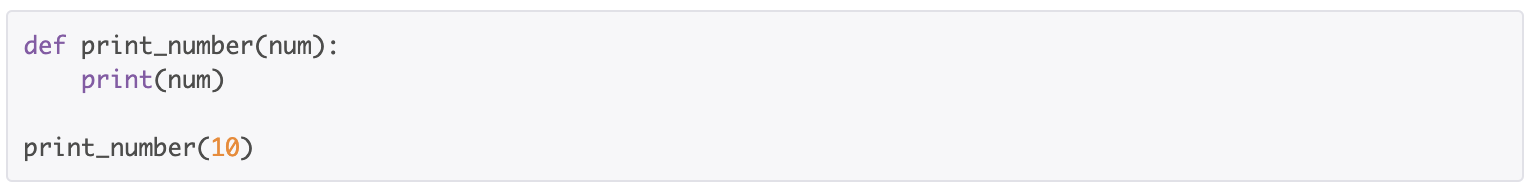 def print_number(num):
    print(num)

print_number(10)